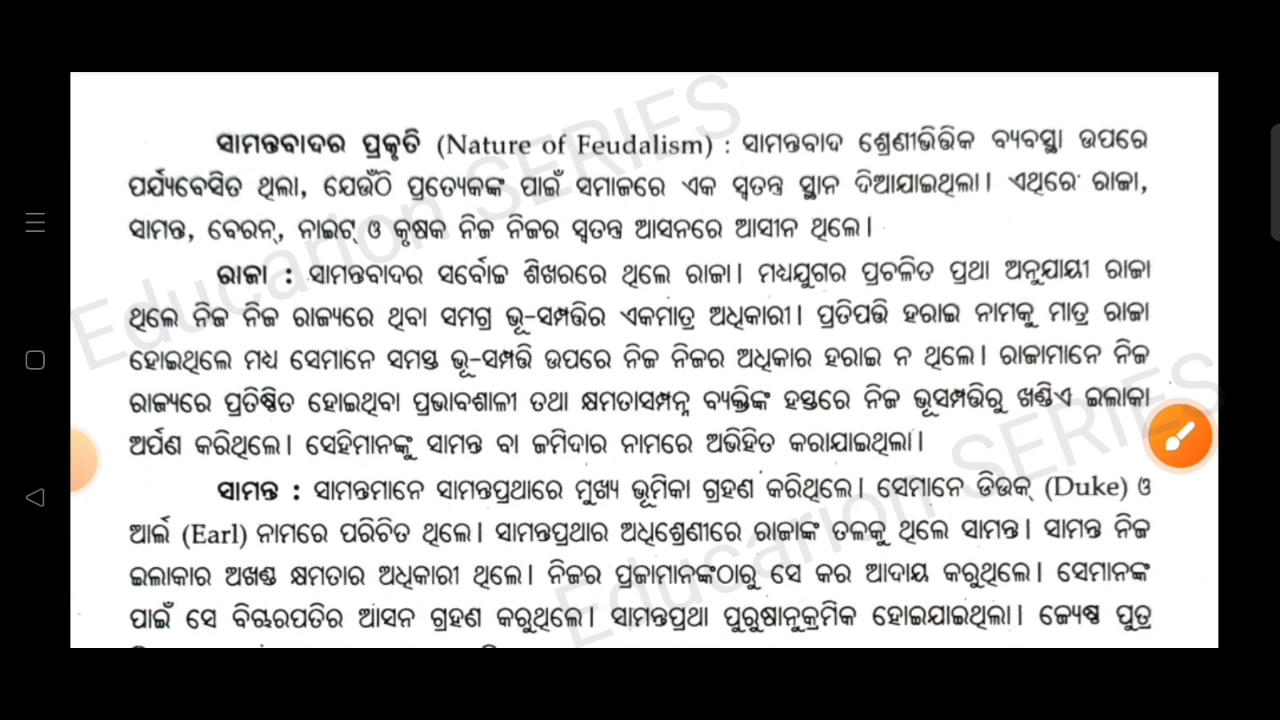 ସାମନ୍ତବାଦର ପ୍ରକୃତି (Nature of Feudalism) : ସାମନ୍ତବାଦ ଶ୍ରେଣୀଭିତ୍ତିକ ବ୍ୟବସ୍ଥା ଉପରେ
ପର୍ଯ୍ୟବେସିତ ଥିଲା, ଯେଉଁଠି ପ୍ରତ୍ୟେକଙ୍କ ପାଇଁ ସମାଜରେ ଏକ ସ୍ୱତନ୍ତ୍ର ସ୍ଥାନ ଦିଆଯାଇଥିଲା। ଏଥିରେ ରାଜା,
ସାମନ୍ତ, ବେରନ୍, ନାଇଟ୍ ଓ କୃଷକ ନିଜ ନିଜର ସ୍ୱତନ୍ତ୍ର ଆସନରେ ଆସୀନ ଥିଲେ।
ରାଜା : ସାମନ୍ତବାଦର ସର୍ବୋଚ୍ଚ ଶିଖରରେ ଥିଲେ ରାଜା। ମଧ୍ୟଯୁଗର ପ୍ରଚଳିତ ପ୍ରଥା ଅନୁଯାୟୀ ରାଜା
ଥିଲେ ନିଜ ନିଜ ରାଜ୍ୟରେ ଥିବା ସମଗ୍ର ଭୂ-ସମ୍ପତ୍ତିର ଏକମାତ୍ର ଅଧିକାରୀ। ପ୍ରତିପତ୍ତି ହରାଇ ନାମକୁ ମାତ୍ର ରାଜା
ହୋଇଥିଲେ ମଧ୍ୟ ସେମାନେ ସମସ୍ତ ଭୂ-ସମ୍ପତ୍ତି ଉପରେ ନିଜ ନିଜର ଅଧିକାର ହରାଇ ନ ଥିଲେ। ରାଜାମାନେ ନିଜ
ରାଜ୍ୟରେ ପ୍ରତିଷ୍ଠିତ ହୋଇଥିବା ପ୍ରଭାବଶାଳୀ ତଥା କ୍ଷମତାସମ୍ପନ୍ନ ବ୍ୟକ୍ତିଙ୍କ ହସ୍ତରେ ନିଜ ଭୂସମ୍ପତ୍ତିରୁ ଖଣ୍ଡିଏ ଇଲାକା
ଅର୍ପଣ କରିଥିଲେ। ସେହିମାନଙ୍କୁ ସାମନ୍ତ ବା ଜମିଦାର ନାମରେ ଅଭିହିତ କରାଯାଇଥିଲା।
ସାମନ୍ତ : ସାମନ୍ତମାନେ ସାମନ୍ତପ୍ରଥାରେ ମୁଖ୍ୟ ଭୂମିକା ଗ୍ରହଣ କରିଥିଲେ। ସେମାନେ ଡିଉକ୍ (Duke) ଓ
ଆର୍ଲ (Earl) ନାମରେ ପରିଚିତ ଥିଲେ। ସାମନ୍ତପ୍ରଥାର ଅଧିଶ୍ରେଣୀରେ ରାଜାଙ୍କ ତଳକୁ ଥିଲେ ସାମନ୍ତ। ସାମନ୍ତ ନିଜ
ଇଲାକାର ଅଖଣ୍ଡ କ୍ଷମତାର ଅଧିକାରୀ ଥିଲେ। ନିଜର ପ୍ରଜାମାନଙ୍କଠାରୁ ସେ କର ଆଦାୟ କରୁଥିଲେ। ସେମାନଙ୍କ
ପାଇଁ ସେ ବିଚାରପତିର ଆସନ ଗ୍ରହଣ କରୁଥିଲେ। ସାମନ୍ତପ୍ରଥା ପୁରୁଷାନୁକ୍ରମିକ ହୋଇଯାଇଥିଲା। ଜ୍ୟେଷ୍ଠ ପୁତ୍ର
Education SERIES
Education SERIES